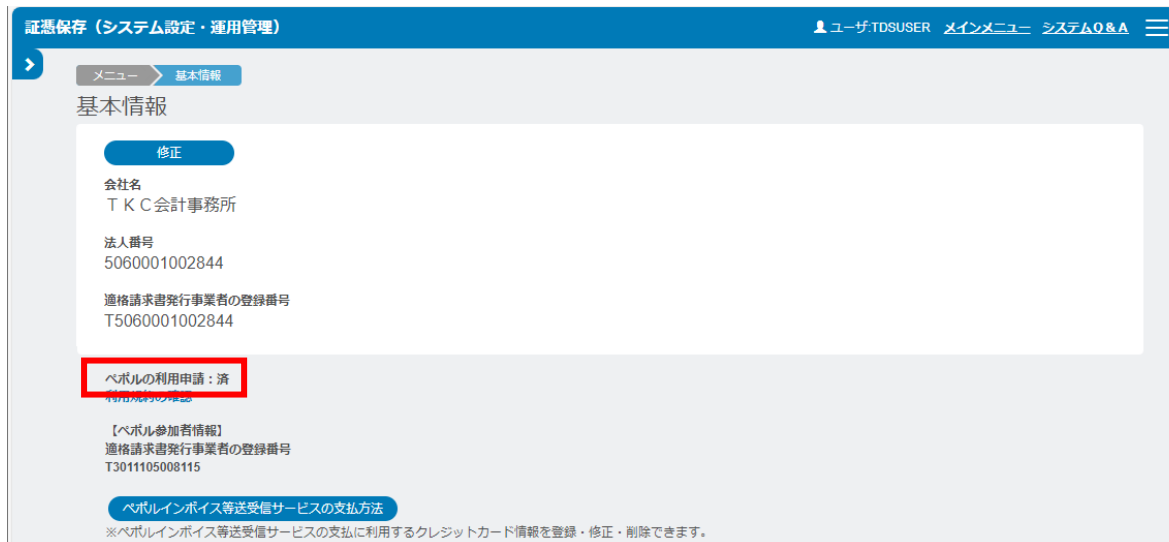 証憑保存（システム設定・運用管理）
ユーザ:TDSUSER メインメニュー システムQ&A
メニュー 基本情報
基本情報
修正
会社名
ＴＫＣ会計事務所
法人番号
5060001002844
適格請求書発行事業者の登録番号
T5060001002844
ペポルの利用申請：済
利用規約の確認
【ペポル参加者情報】
適格請求書発行事業者の登録番号
T3011105008115
ペポルインボイス等送受信サービスの支払方法
※ペポルインボイス等送受信サービスの支払に利用するクレジットカード情報を登録・修正・削除できます。